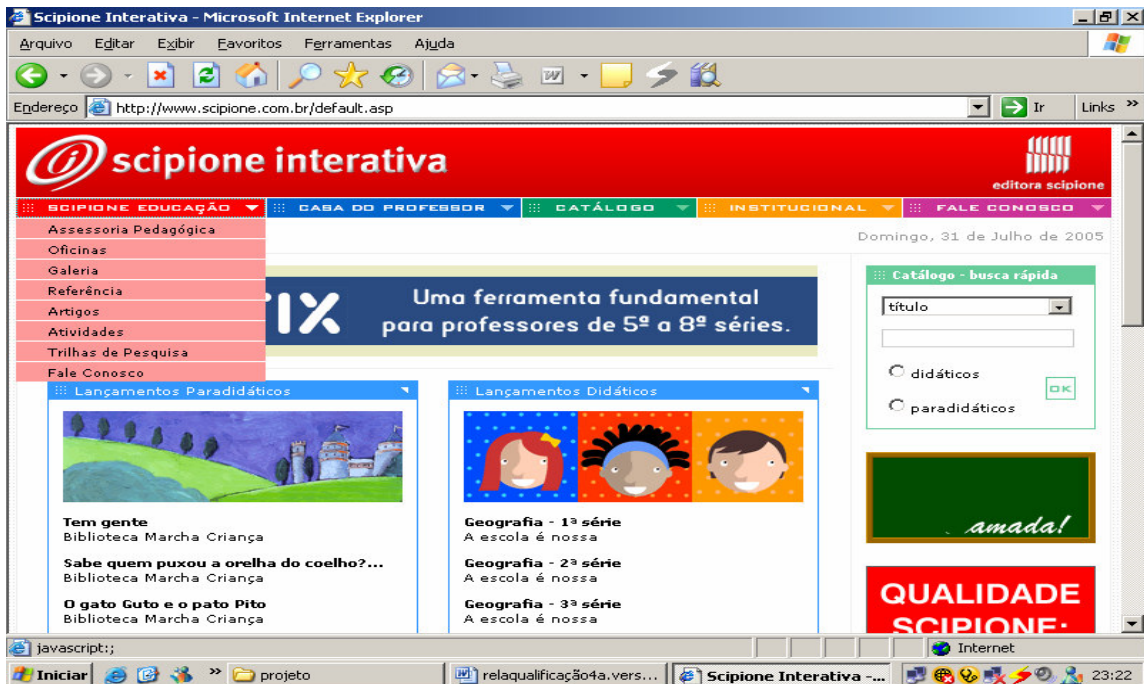 Scipione Interativa - Microsoft Internet Explorer
Arquivo Editar Exibir Favoritos Ferramentas Ajuda
Endereço http://www.scipione.com.br/default.asp Ir Links »
scipione interativa
editora scipione
SCIPIONE EDUCAÇÃO CASA DO PROFESSOR CATÁLOGO INSTITUCIONAL FALE CONOSCO
Domingo, 31 de Julho de 2005
Assessoria Pedagógica
Oficinas
Galeria
Referência
Artigos
Atividades
Trilhas de Pesquisa
Fale Conosco
IX
Uma ferramenta fundamental
para professores de 5ª a 8ª séries.
Lançamentos Paradidáticos
Tem gente
Biblioteca Marcha Criança
Sabe quem puxou a orelha do coelho?...
Biblioteca Marcha Criança
O gato Guto e o pato Pito
Biblioteca Marcha Criança
Lançamentos Didáticos
Geografia - 1ª série
A escola é nossa
Geografia - 2ª série
A escola é nossa
Geografia - 3ª série
A escola é nossa
Catálogo - busca rápida
título
didáticos
paradidáticos
OK
amada!
QUALIDADE
SCIPIONE:
javascript:; Internet
Iniciar » projeto relaqualificação4a.vers... Scipione Interativa -... 23:22